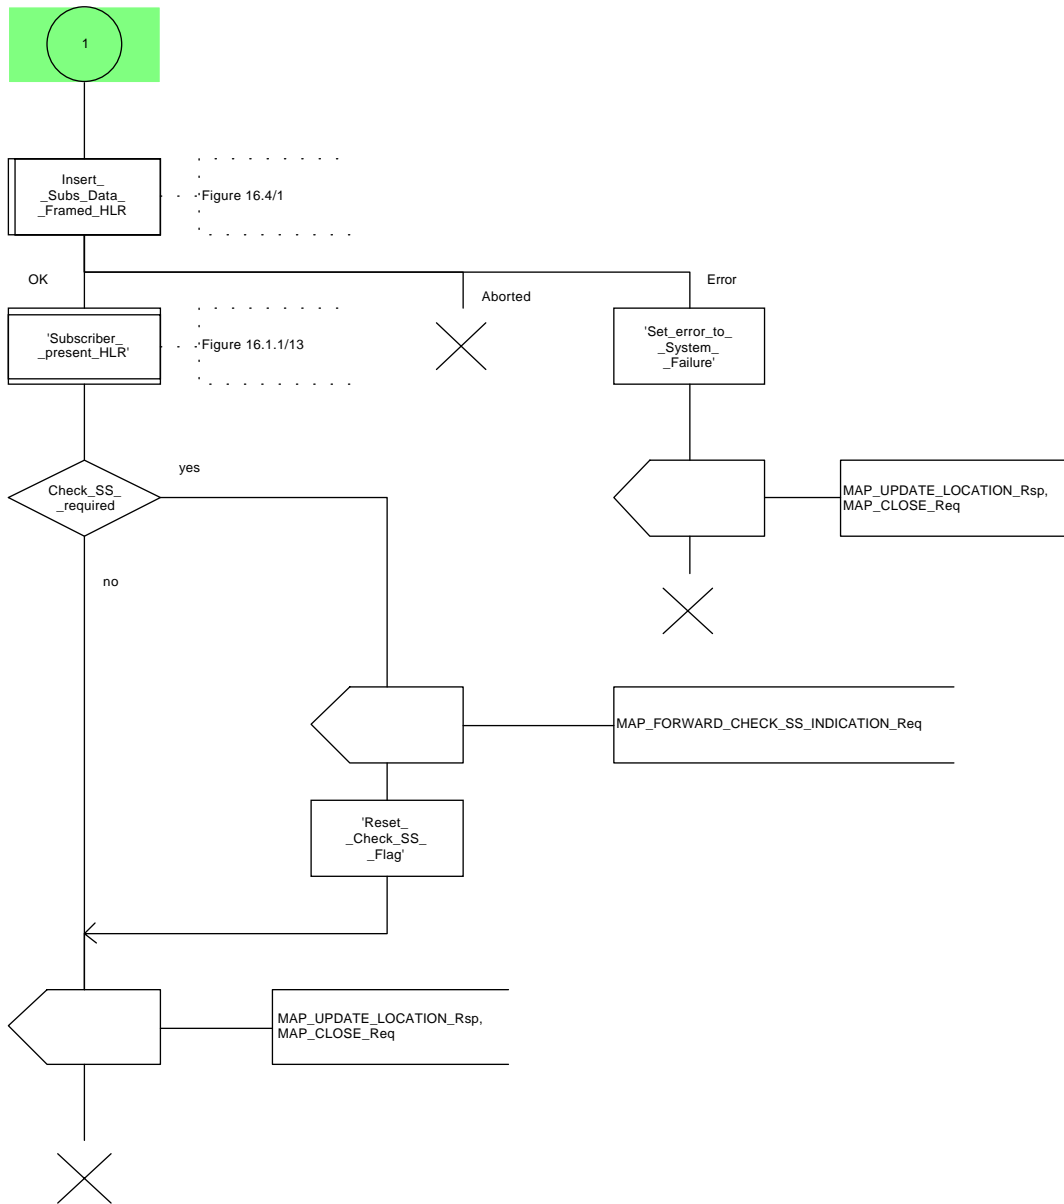 1
Insert_
_Subs_Data_
_Framed_HLR
Figure 16.4/1
OK
Aborted
Error
'Subscriber_
_present_HLR'
Figure 16.1.1/13
'Set_error_to_
_System_
_Failure'
Check_SS_
_required
yes
no
MAP_UPDATE_LOCATION_Rsp,
MAP_CLOSE_Req
MAP_FORWARD_CHECK_SS_INDICATION_Req
'Reset_
_Check_SS_
_Flag'
MAP_UPDATE_LOCATION_Rsp,
MAP_CLOSE_Req